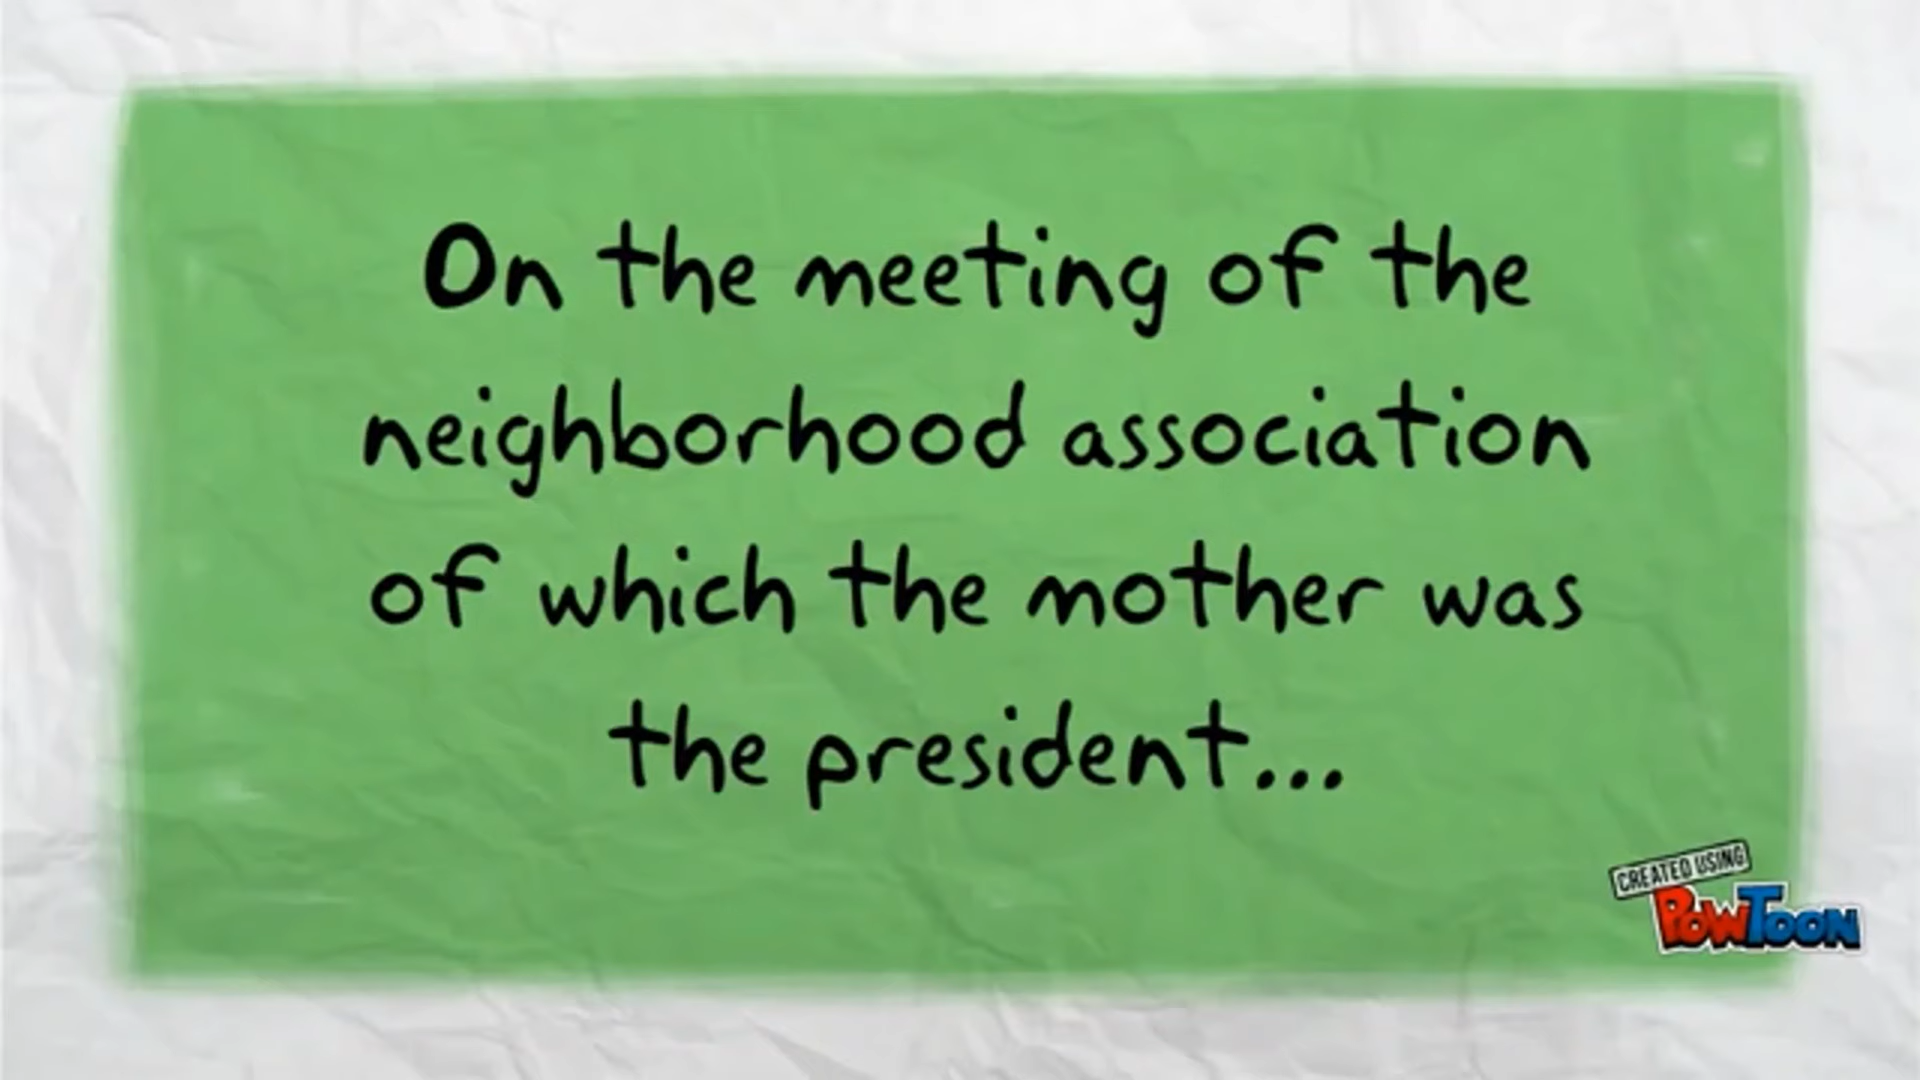 On the meeting of the
neighborhood association
of which the mother was
the president...
CREATED USING
POWTOON